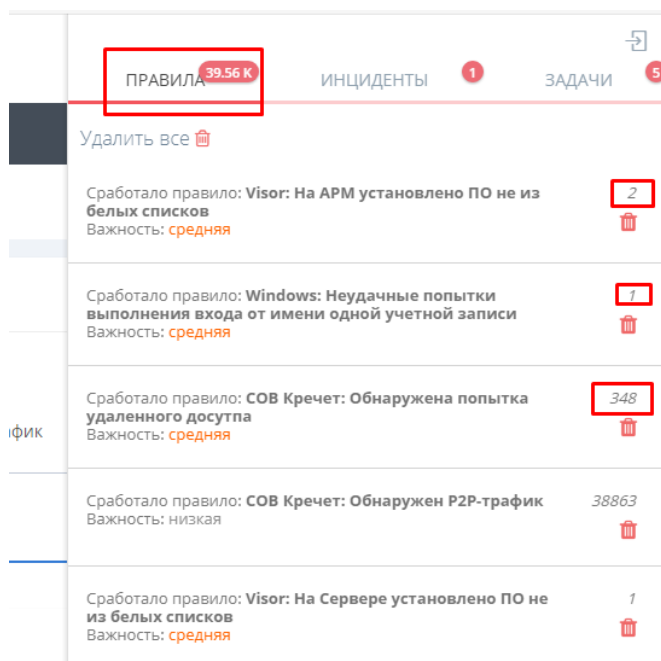 ПРАВИЛА 39.56 K ИНЦИДЕНТЫ 1 ЗАДАЧИ 5
Удалить все
Сработало правило: Visor: На АРМ установлено ПО не из 2
белых списков
Важность: средняя
Сработало правило: Windows: Неудачные попытки 1
выполнения входа от имени одной учетной записи
Важность: средняя
Сработало правило: СОВ Кречет: Обнаружена попытка 348
удаленного досутпа
Важность: средняя
афик
Сработало правило: СОВ Кречет: Обнаружен P2P-трафик 38863
Важность: низкая
Сработало правило: Visor: На Сервере установлено ПО не 1
из белых списков
Важность: средняя